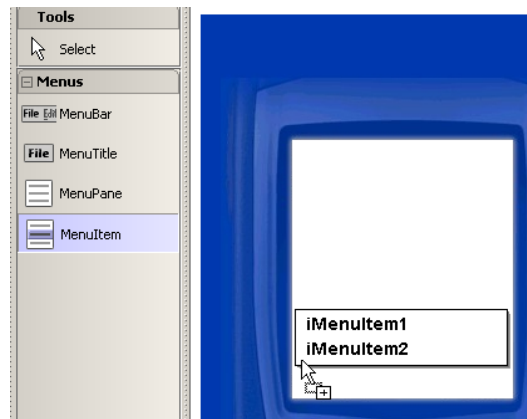 Tools
Select
Menus
File Edit MenuBar
File MenuTitle
MenuPane
MenuItem
iMenuItem1
iMenuItem2